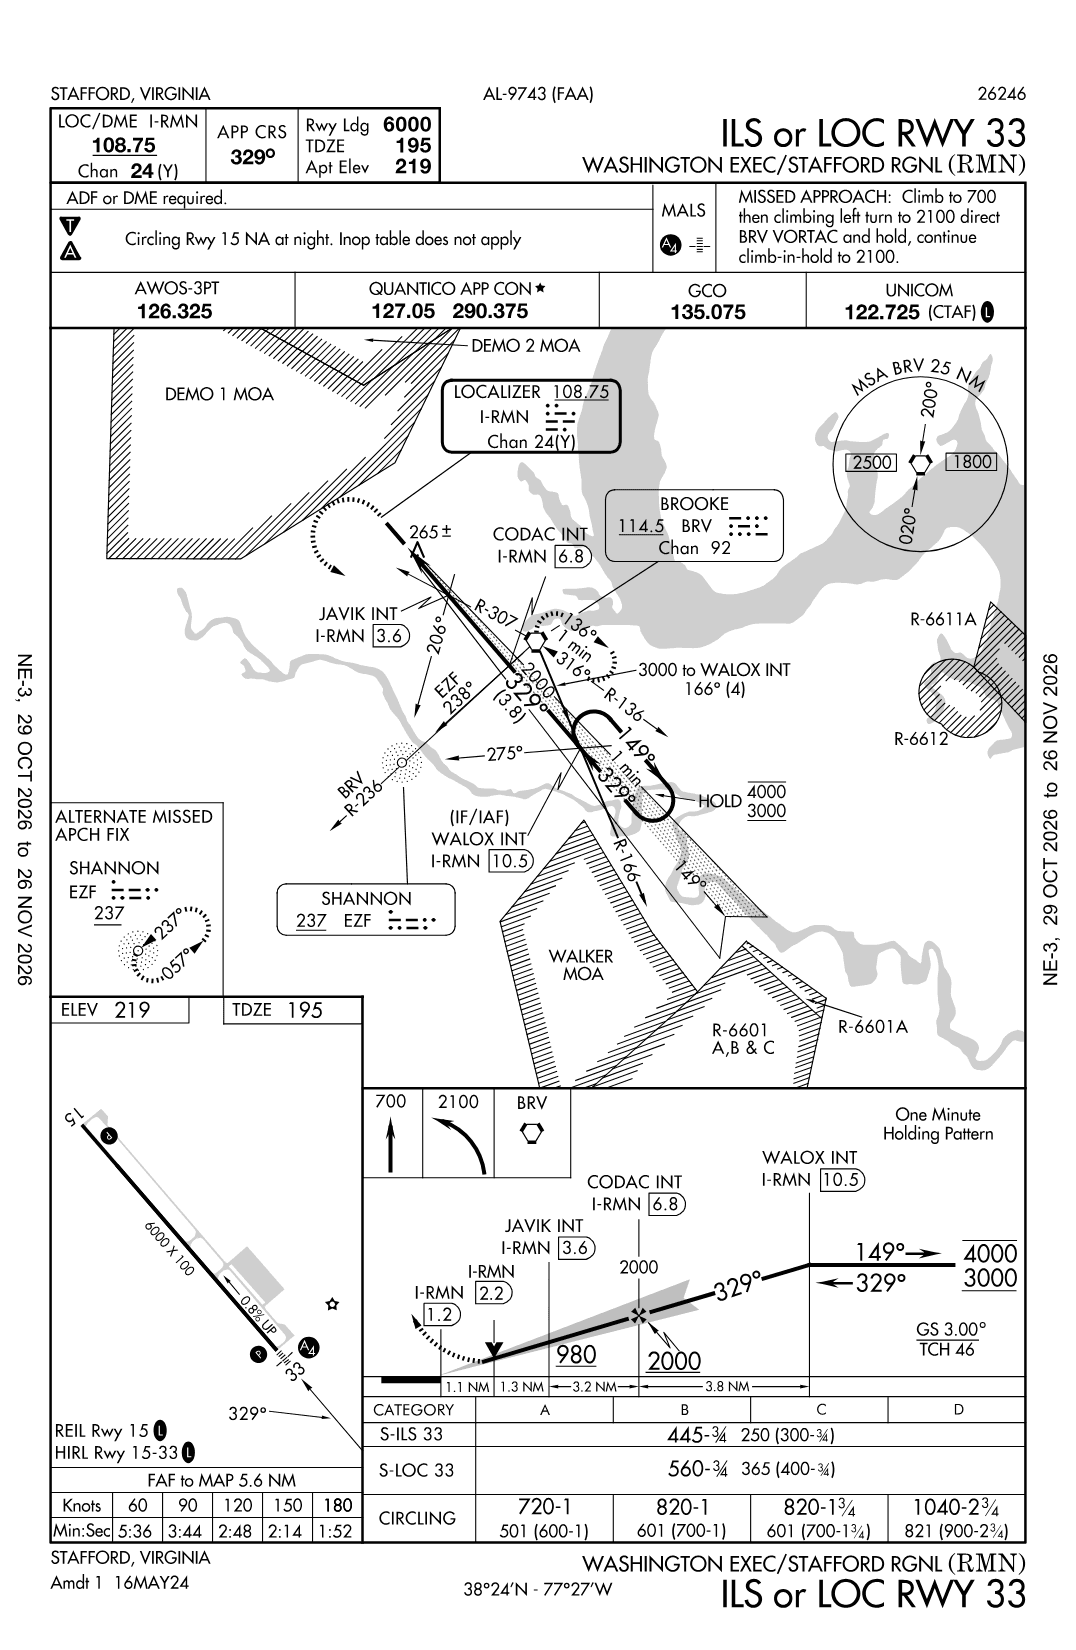 STAFFORD, VIRGINIA
AL-9743 (FAA)
26246
LOC/DME I-RMN
108.75
Chan 24 (Y)
APP CRS
329°
Rwy Ldg 6000
TDZE 195
Apt Elev 219
ILS or LOC RWY 33
WASHINGTON EXEC/STAFFORD RGNL (RMN)
ADF or DME required.
T
A
Circling Rwy 15 NA at night. Inop table does not apply
MALS
A4
MISSED APPROACH: Climb to 700
then climbing left turn to 2100 direct
BRV VORTAC and hold, continue
climb-in-hold to 2100.
AWOS-3PT
126.325
QUANTICO APP CON★
127.05 290.375
GCO
135.075
UNICOM
122.725 (CTAF) L
DEMO 2 MOA
DEMO 1 MOA
LOCALIZER 108.75
I-RMN
Chan 24(Y)
MSA BRV 25 NM
200°
2500
1800
020°
BROOKE
114.5 BRV
Chan 92
265±
CODAC INT
I-RMN 6.8
JAVIK INT
I-RMN 3.6
R-307
136°
1 min
316°
206°
R-6611A
3000 to WALOX INT
166° (4)
EZF
238°
2000
329°
(3.8)
R-136
R-6612
149°
1 min
329°
275°
BRV
R-236
HOLD 4000
3000
(IF/IAF)
WALOX INT
I-RMN 10.5
R-166
149°
ALTERNATE MISSED
APCH FIX
SHANNON
EZF
237
237°
057°
SHANNON
237 EZF
WALKER
MOA
R-6601A
R-6601
A,B & C
NE-3, 29 OCT 2026 to 26 NOV 2026
NE-3, 29 OCT 2026 to 26 NOV 2026
ELEV 219
TDZE 195
15
P
6000 X 100
0.8% UP
P
A4
33
329°
REIL Rwy 15 L
HIRL Rwy 15-33 L
FAF to MAP 5.6 NM
Knots 60 90 120 150 180
Min:Sec 5:36 3:44 2:48 2:14 1:52
700
2100
BRV
One Minute
Holding Pattern
WALOX INT
I-RMN 10.5
CODAC INT
I-RMN 6.8
JAVIK INT
I-RMN 3.6
I-RMN
2.2
I-RMN
1.2
2000
149°
329°
4000
3000
329°
GS 3.00°
TCH 46
980
2000
1.1 NM 1.3 NM 3.2 NM 3.8 NM
CATEGORY A B C D
S-ILS 33 445-¾ 250 (300-¾)
S-LOC 33 560-¾ 365 (400-¾)
CIRCLING
720-1
501 (600-1)
820-1
601 (700-1)
820-1¾
601 (700-1¾)
1040-2¾
821 (900-2¾)
STAFFORD, VIRGINIA
Amdt 1 16MAY24
38°24'N - 77°27'W
WASHINGTON EXEC/STAFFORD RGNL (RMN)
ILS or LOC RWY 33